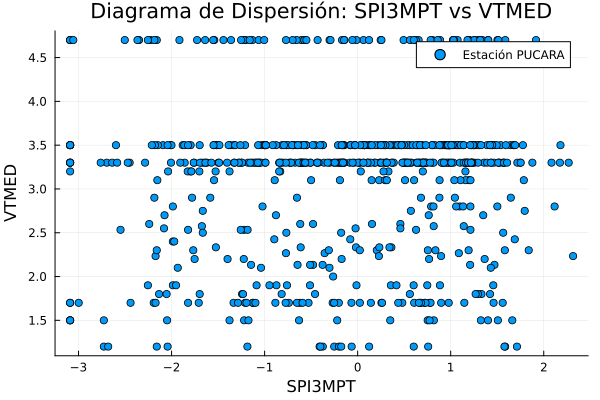 Diagrama de Dispersión: SPI3MPT vs VTMED
Estación PUCARA
VTMED
4.5
4.0
3.5
3.0
2.5
2.0
1.5
−3 −2 −1 0 1 2
SPI3MPT